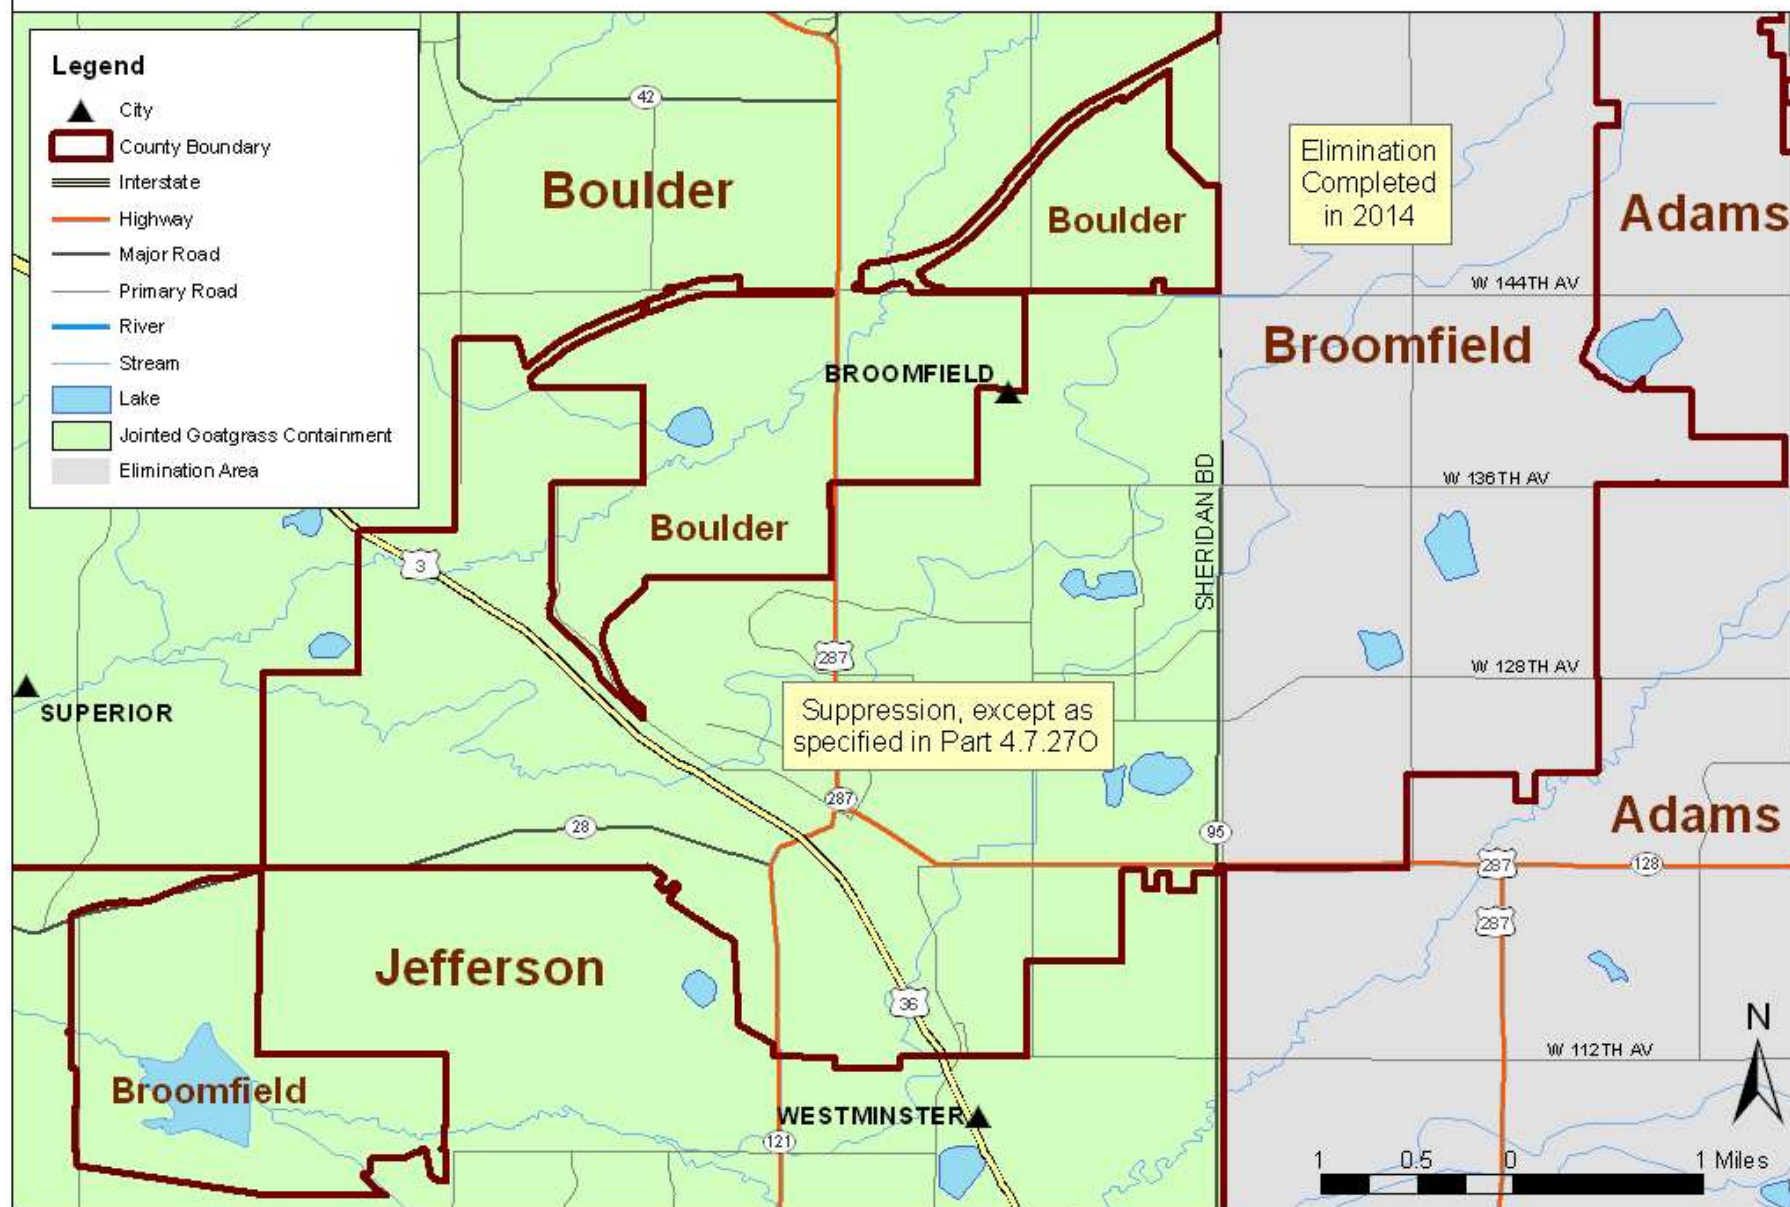 Legend
City
County Boundary
Interstate
Highway
Major Road
Primary Road
River
Stream
Lake
Jointed Goatgrass Containment
Elimination Area
42
Boulder
Boulder
Elimination
Completed
in 2014
Adams
W 144TH AV
Broomfield
BROOMFIELD
W 136TH AV
SHERIDAN BD
Boulder
3
287
W 128TH AV
SUPERIOR
Suppression, except as
specified in Part 4.7.27O
287
28
95
Adams
287
128
287
Jefferson
36
N
W 112TH AV
Broomfield
WESTMINSTER
121
1 0.5 0 1 Miles